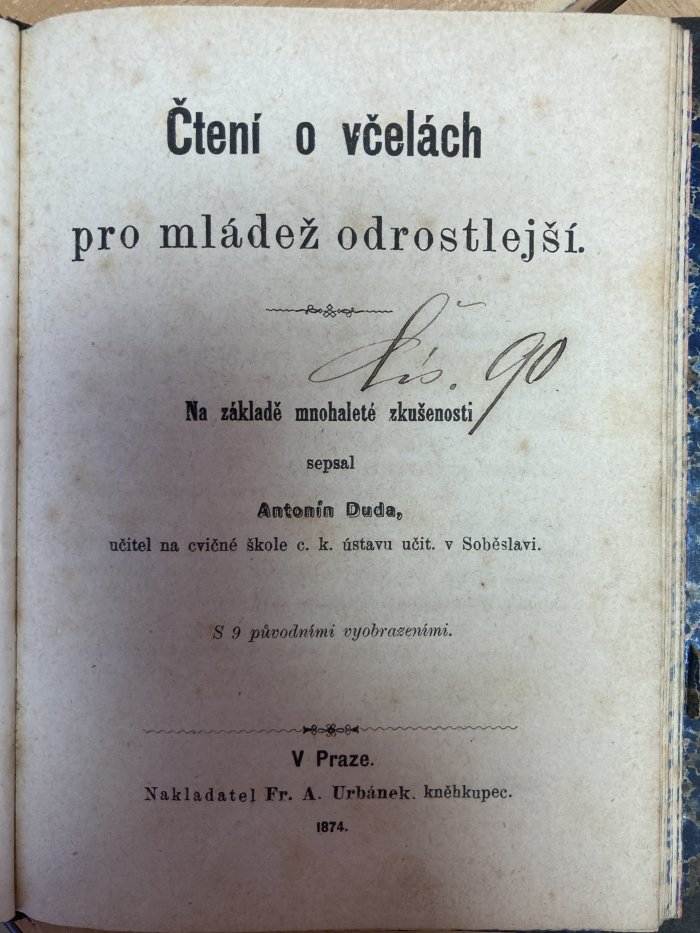 Čtení o včelách
pro mládež odrostlejší.
Čís. 90
Na základě mnohaleté zkušenosti
sepsal
Antonín Duda,
učitel na cvičné škole c. k. ústavu učit. v Soběslavi.
S 9 původními vyobrazeními.
V Praze.
Nakladatel Fr. A. Urbánek. kněhkupec.
1874.